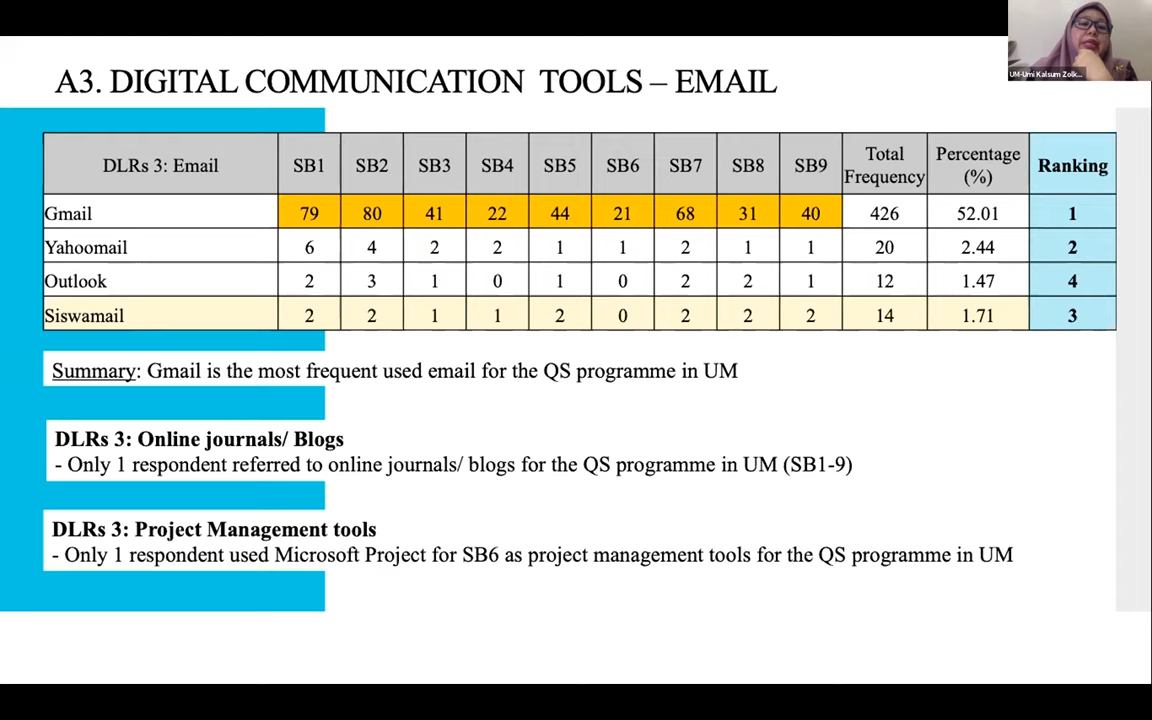 UM-Umi Kalsum Zolk...
A3. DIGITAL COMMUNICATION TOOLS – EMAIL
DLRs 3: Email SB1 SB2 SB3 SB4 SB5 SB6 SB7 SB8 SB9 Total Frequency Percentage (%) Ranking
Gmail 79 80 41 22 44 21 68 31 40 426 52.01 1
Yahoomail 6 4 2 2 1 1 2 1 1 20 2.44 2
Outlook 2 3 1 0 1 0 2 2 1 12 1.47 4
Siswamail 2 2 1 1 2 0 2 2 2 14 1.71 3
Summary: Gmail is the most frequent used email for the QS programme in UM
DLRs 3: Online journals/ Blogs
- Only 1 respondent referred to online journals/ blogs for the QS programme in UM (SB1-9)
DLRs 3: Project Management tools
- Only 1 respondent used Microsoft Project for SB6 as project management tools for the QS programme in UM